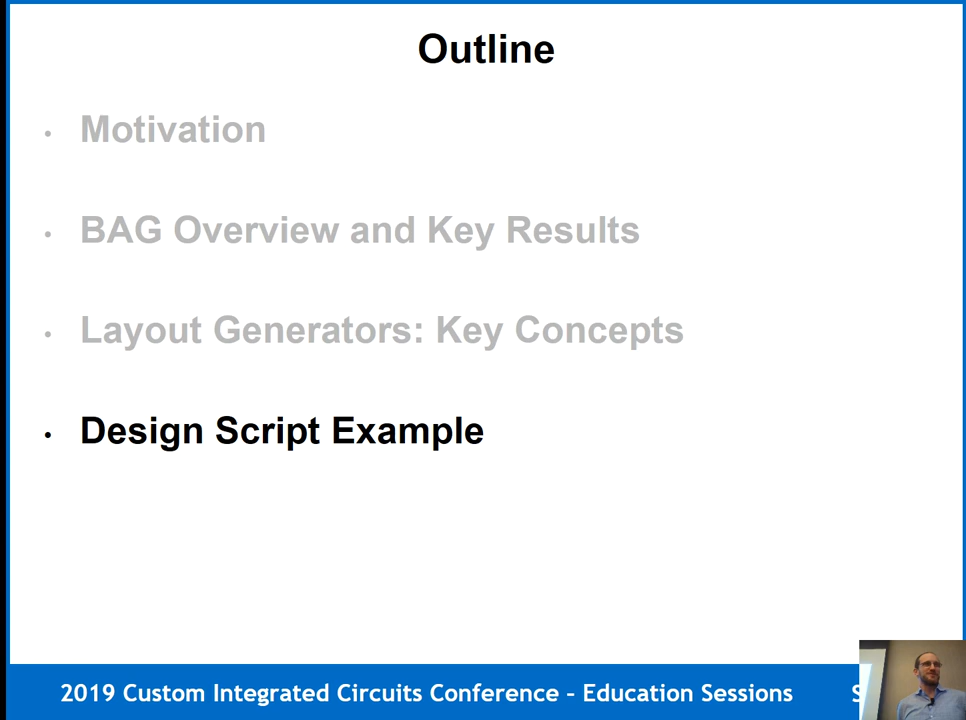 Outline
• Motivation
• BAG Overview and Key Results
• Layout Generators: Key Concepts
• Design Script Example
2019 Custom Integrated Circuits Conference - Education Sessions